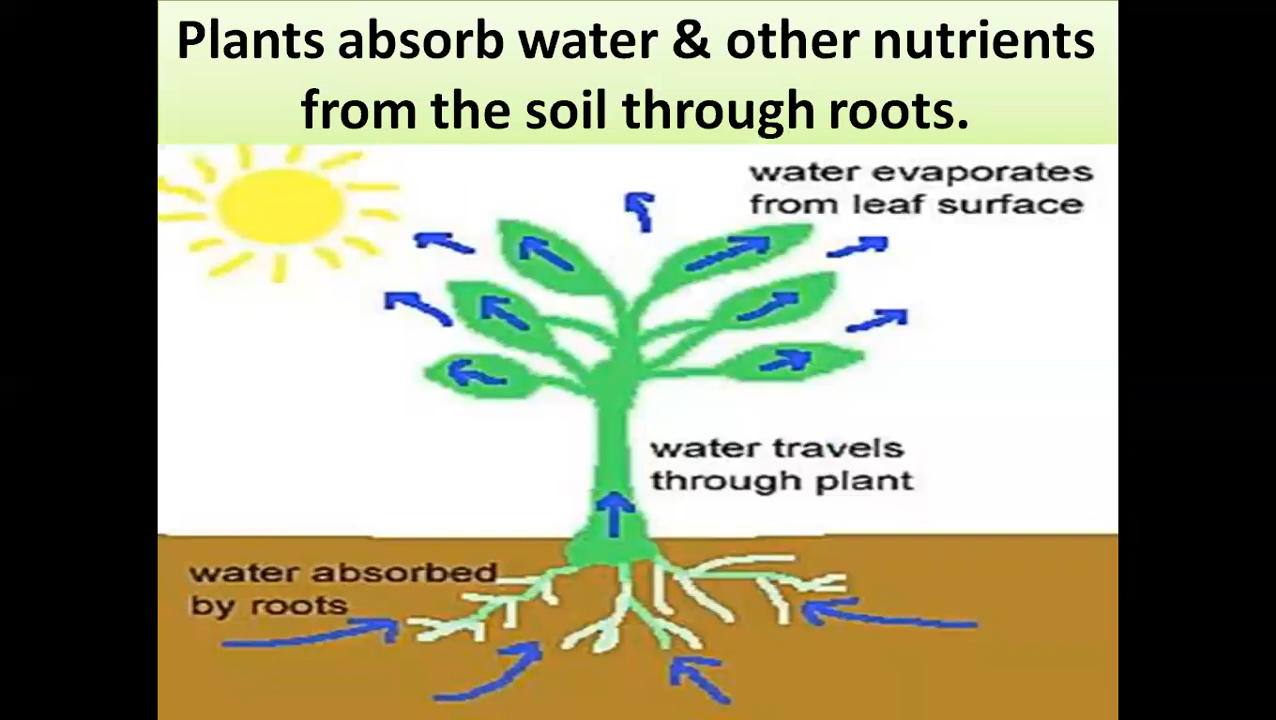 Plants absorb water & other nutrients
from the soil through roots.
water evaporates
from leaf surface
water travels
through plant
water absorbed
by roots